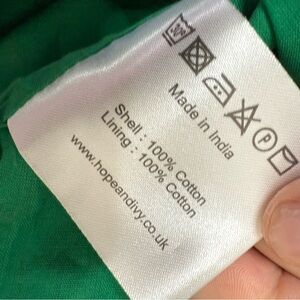 Made in India
Shell : 100% Cotton
Lining : 100% Cotton
www.hopeandivy.co.uk